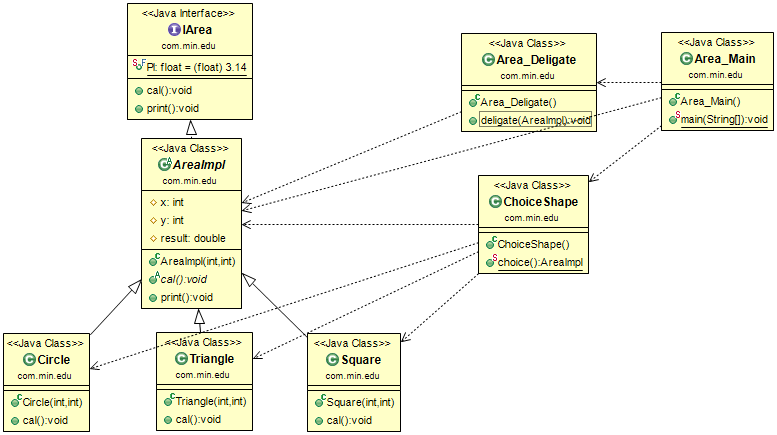 <<Java Interface>>
IArea
com.min.edu
PI: float = (float) 3.14
cal():void
print():void
<<Java Class>>
Area_Deligate
com.min.edu
Area_Deligate()
deligate(AreaImpl):void
<<Java Class>>
Area_Main
com.min.edu
Area_Main()
main(String[]):void
<<Java Class>>
AreaImpl
com.min.edu
x: int
y: int
result: double
AreaImpl(int,int)
cal():void
print():void
<<Java Class>>
ChoiceShape
com.min.edu
ChoiceShape()
choice():AreaImpl
<<Java Class>>
Circle
com.min.edu
Circle(int,int)
cal():void
<<Java Class>>
Triangle
com.min.edu
Triangle(int,int)
cal():void
<<Java Class>>
Square
com.min.edu
Square(int,int)
cal():void